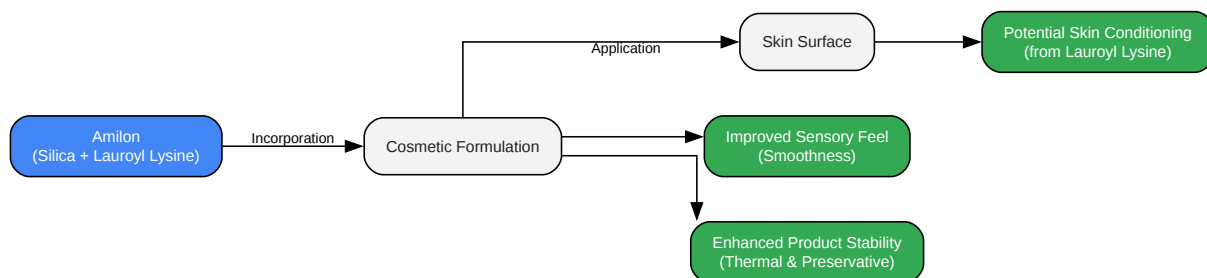 Amilon
(Silica + Lauroyl Lysine)
Incorporation
Cosmetic Formulation
Application
Skin Surface
Potential Skin Conditioning
(from Lauroyl Lysine)
Improved Sensory Feel
(Smoothness)
Enhanced Product Stability
(Thermal & Preservative)